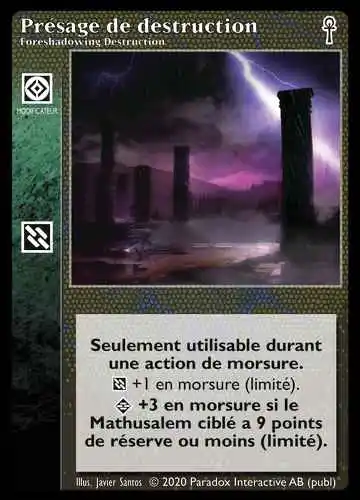 Présage de destruction
Foreshadowing Destruction
MODIFICATEUR
Seulement utilisable durant
une action de morsure.
+1 en morsure (limité).
+3 en morsure si le
Mathusalem ciblé a 9 points
de réserve ou moins (limité).
Illus. Javier Santos © 2020 Paradox Interactive AB (publ)